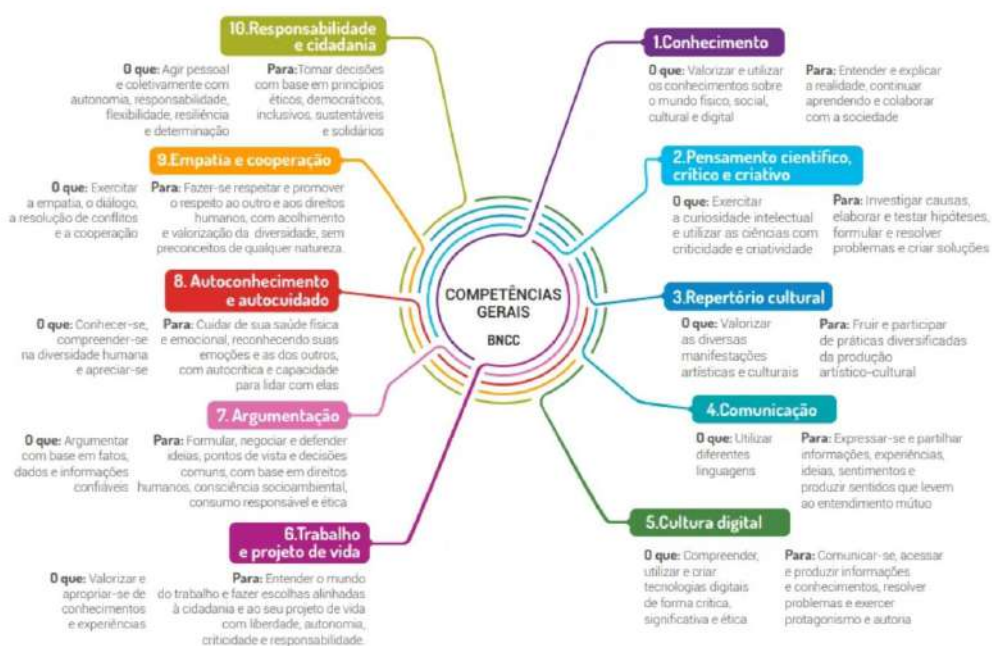 COMPETÊNCIAS
GERAIS
BNCC
1.Conhecimento
O que: Valorizar e utilizar
os conhecimentos sobre
o mundo físico, social,
cultural e digital
Para: Entender e explicar
a realidade, continuar
aprendendo e colaborar
com a sociedade
2.Pensamento científico,
crítico e criativo
O que: Exercitar
a curiosidade intelectual
e utilizar as ciências com
criticidade e criatividade
Para: Investigar causas,
elaborar e testar hipóteses,
formular e resolver
problemas e criar soluções
3.Repertório cultural
O que: Valorizar
as diversas
manifestações
artísticas e culturais
Para: Fruir e participar
de práticas diversificadas
da produção
artístico-cultural
4.Comunicação
O que: Utilizar
diferentes
linguagens
Para: Expressar-se e partilhar
informações, experiências,
ideias, sentimentos e
produzir sentidos que levem
ao entendimento mútuo
5.Cultura digital
O que: Compreender,
utilizar e criar
tecnologias digitais
de forma crítica,
significativa e ética
Para: Comunicar-se, acessar
e produzir informações
e conhecimentos, resolver
problemas e exercer
protagonismo e autoria
6.Trabalho
e projeto de vida
O que: Valorizar e
apropriar-se de
conhecimentos
e experiências
Para: Entender o mundo
do trabalho e fazer escolhas alinhadas
à cidadania e ao seu projeto de vida
com liberdade, autonomia,
criticidade e responsabilidade.
7. Argumentação
O que: Argumentar
com base em fatos,
dados e informações
confiáveis
Para: Formular, negociar e defender
ideias, pontos de vista e decisões
comuns, com base em direitos
humanos, consciência socioambiental,
consumo responsável e ética
8. Autoconhecimento
e autocuidado
O que: Conhecer-se,
compreender-se
na diversidade humana
e apreciar-se
Para: Cuidar de sua saúde física
e emocional, reconhecendo suas
emoções e as dos outros,
com autocrítica e capacidade
para lidar com elas
9.Empatia e cooperação
O que: Exercitar
a empatia, o diálogo,
a resolução de conflitos
e a cooperação
Para: Fazer-se respeitar e promover
o respeito ao outro e aos direitos
humanos, com acolhimento
e valorização da diversidade, sem
preconceitos de qualquer natureza.
10.Responsabilidade
e cidadania
O que: Agir pessoal
e coletivamente com
autonomia, responsabilidade,
flexibilidade, resiliência
e determinação
Para:Tomar decisões
com base em princípios
éticos, democráticos,
inclusivos, sustentáveis
e solidários